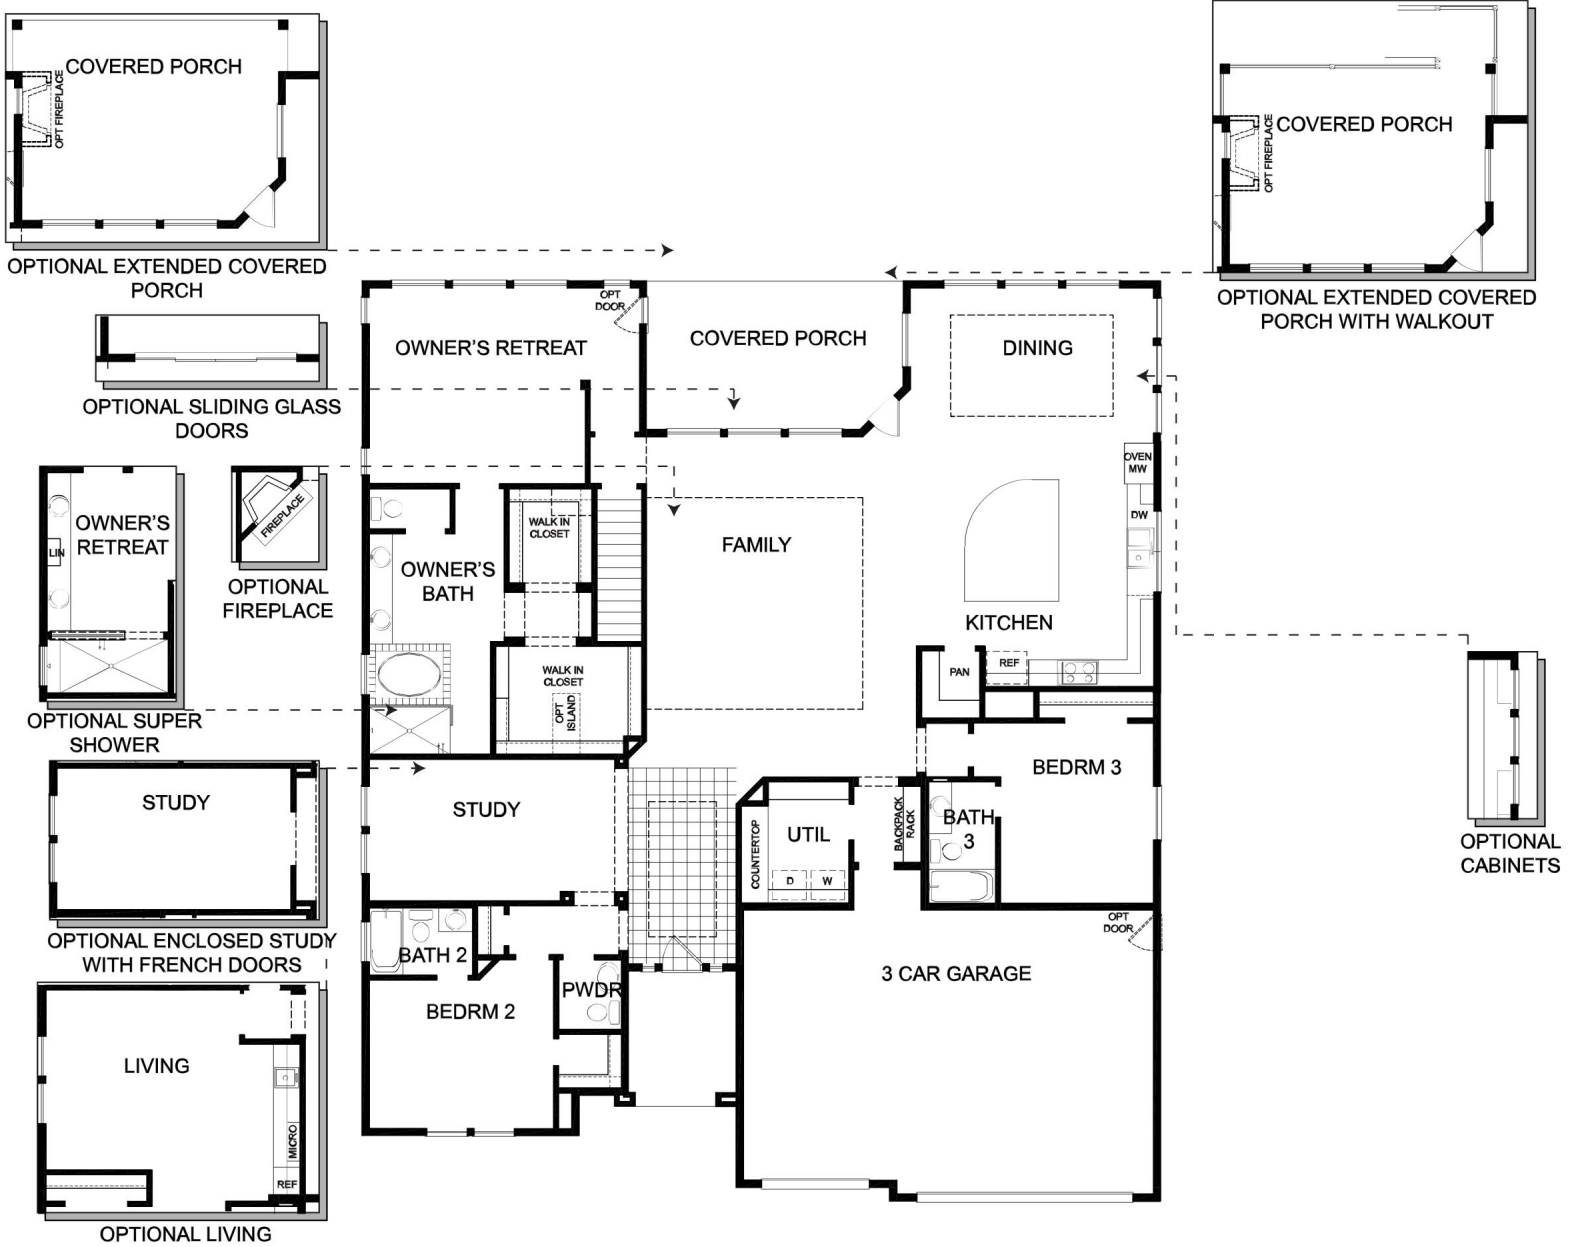 COVERED PORCH
OPT FIREPLACE
OPTIONAL EXTENDED COVERED
PORCH
COVERED PORCH
OPT FIREPLACE
OPTIONAL EXTENDED COVERED
PORCH WITH WALKOUT
OPTIONAL SLIDING GLASS
DOORS
OWNER'S
RETREAT
LIN
OPTIONAL SUPER
SHOWER
FIREPLACE
OPTIONAL
FIREPLACE
STUDY
OPTIONAL ENCLOSED STUDY
WITH FRENCH DOORS
LIVING
MICRO
REF
OPTIONAL LIVING
OPT
DOOR
OWNER'S RETREAT
COVERED PORCH
DINING
OVEN
MW
DW
WALK IN
CLOSET
FAMILY
OWNER'S
BATH
KITCHEN
REF
PAN
WALK IN
CLOSET
OPT
ISLAND
BEDRM 3
STUDY
COUNTERTOP
UTIL
D
W
BACKPACK
RACK
BATH
3
OPT
DOOR
BATH 2
3 CAR GARAGE
PWDR
BEDRM 2
OPTIONAL
CABINETS